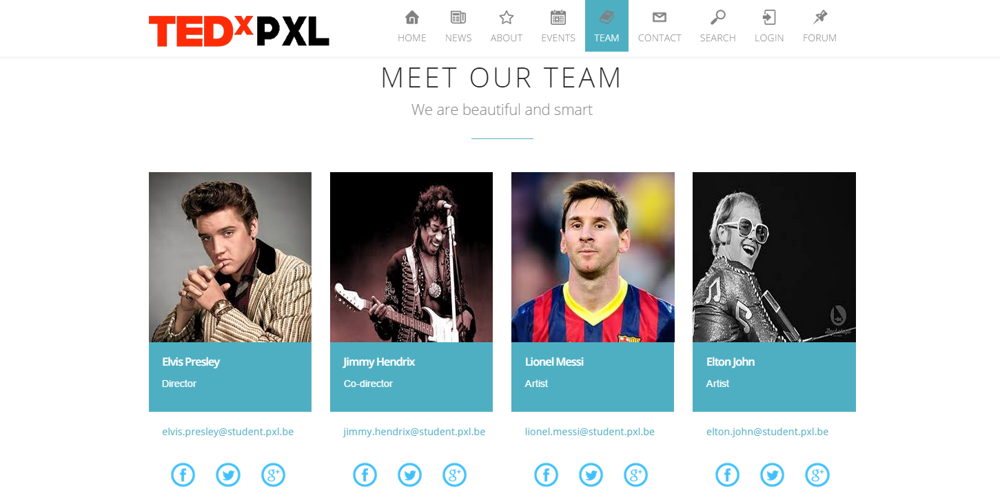 TEDxPXL
HOME NEWS ABOUT EVENTS TEAM CONTACT SEARCH LOGIN FORUM
MEET OUR TEAM
We are beautiful and smart
Elvis Presley
Director
elvis.presley@student.pxl.be
Jimmy Hendrix
Co-director
jimmy.hendrix@student.pxl.be
Lionel Messi
Artist
lionel.messi@student.pxl.be
Elton John
Artist
elton.john@student.pxl.be